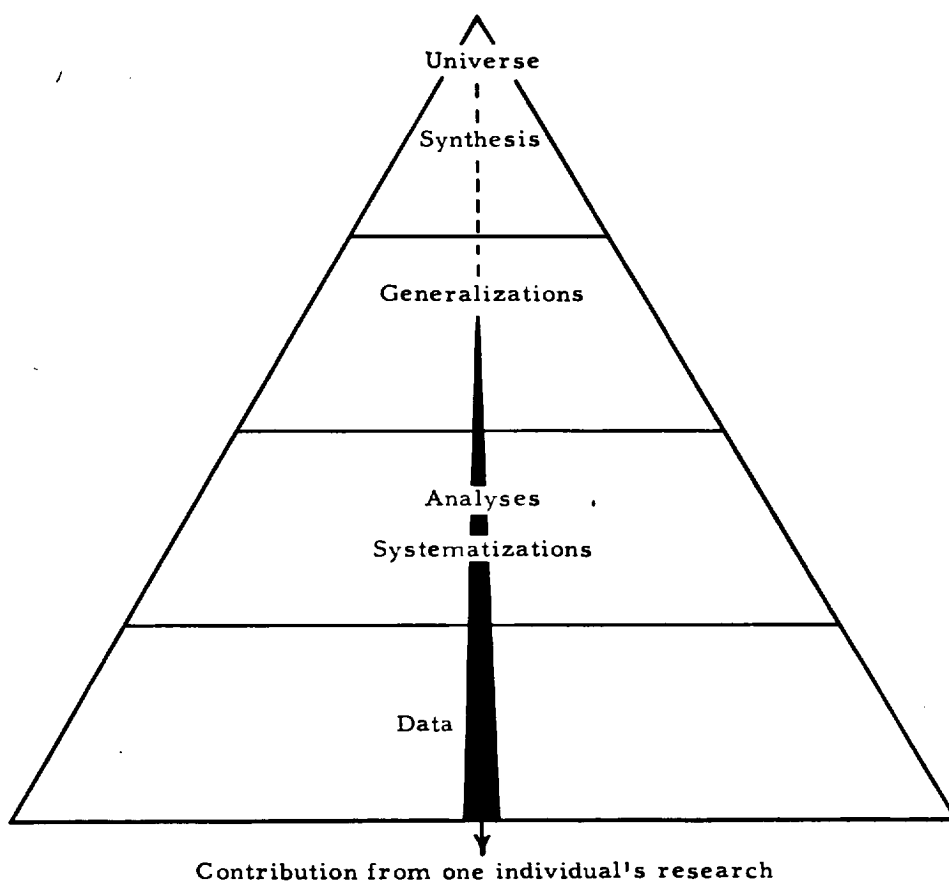 Universe
Synthesis
Generalizations
Analyses
Systematizations
Data
Contribution from one individual's research